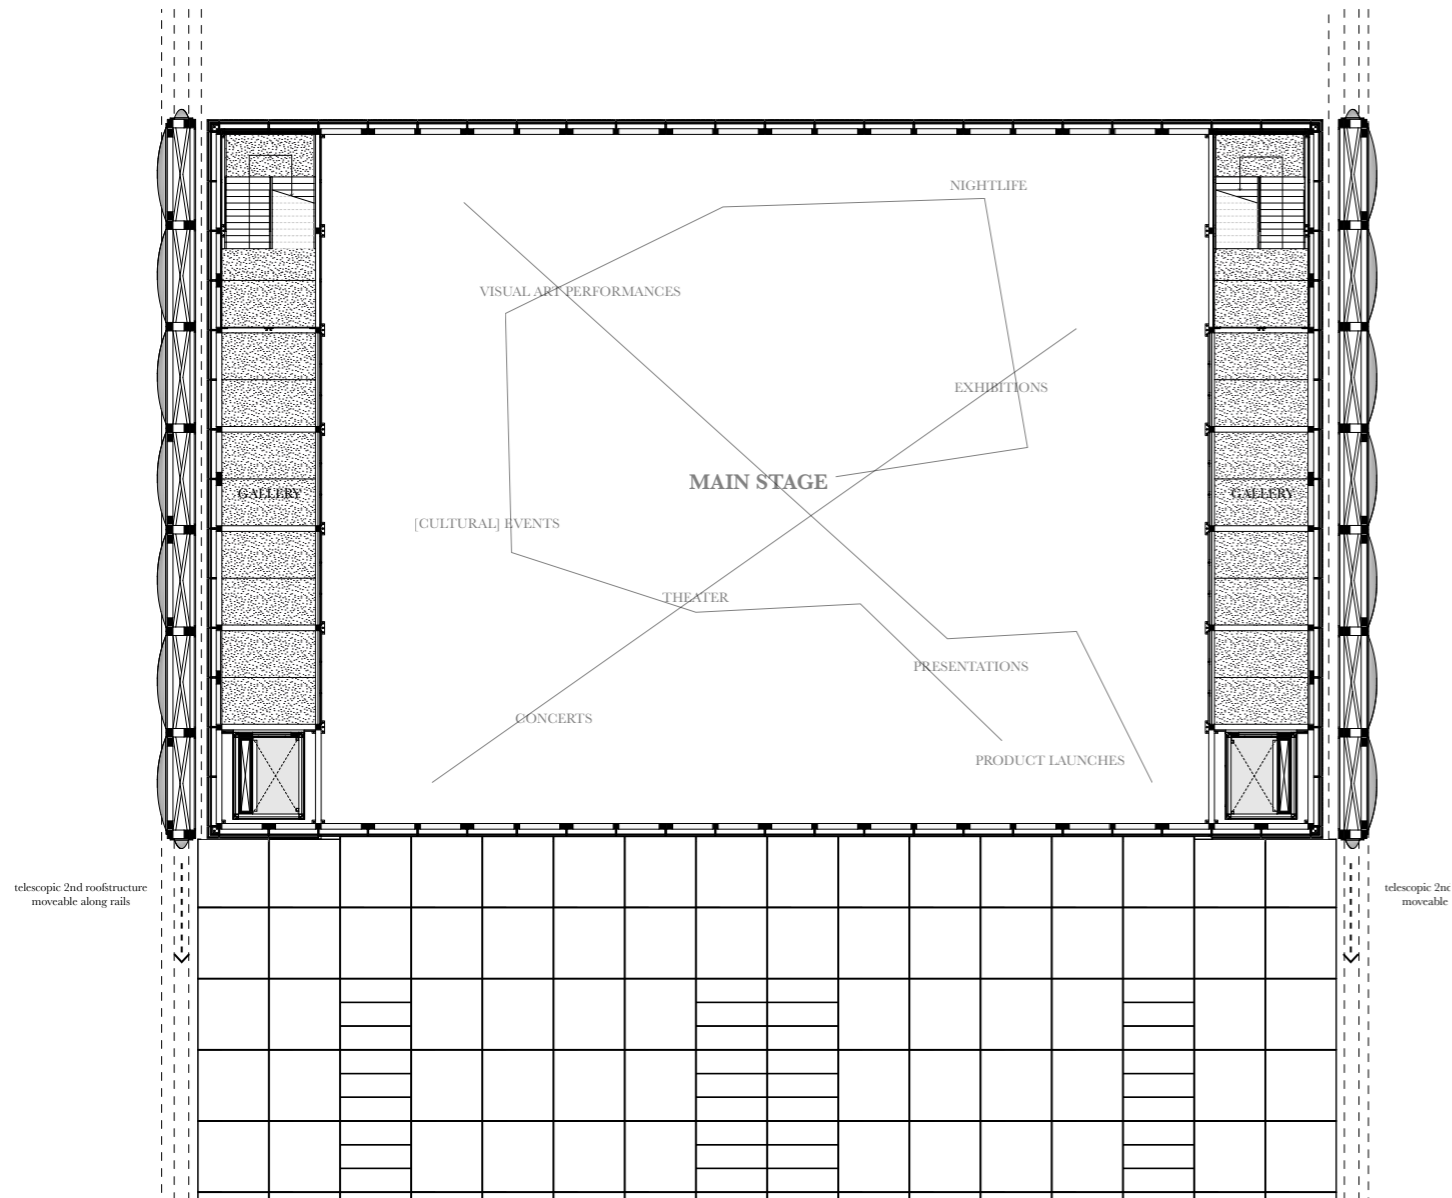 NIGHTLIFE
VISUAL ART PERFORMANCES
EXHIBITIONS
MAIN STAGE
GALLERY
GALLERY
[CULTURAL] EVENTS
THEATER
PRESENTATIONS
CONCERTS
PRODUCT LAUNCHES
telescopic 2nd roofstructure
moveable along rails
telescopic 2nd
moveable